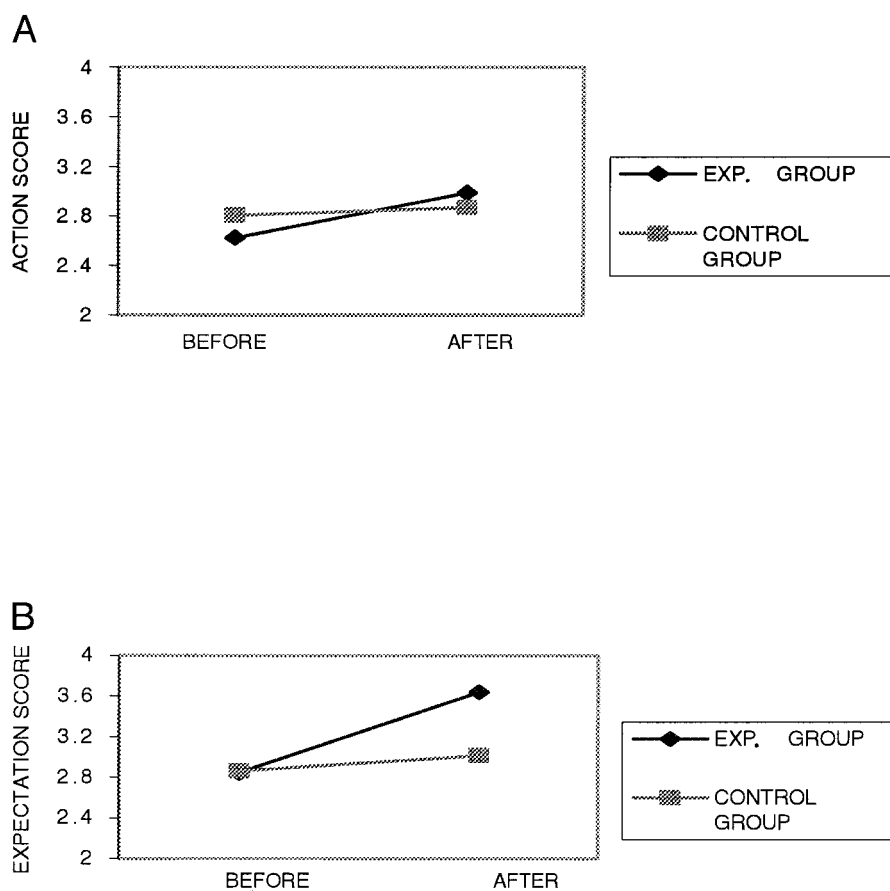 A
ACTION SCORE
4
3.6
3.2
2.8
2.4
2
BEFORE AFTER
EXP. GROUP
CONTROL
GROUP
B
EXPECTATION SCORE
4
3.6
3.2
2.8
2.4
2
BEFORE AFTER
EXP. GROUP
CONTROL
GROUP